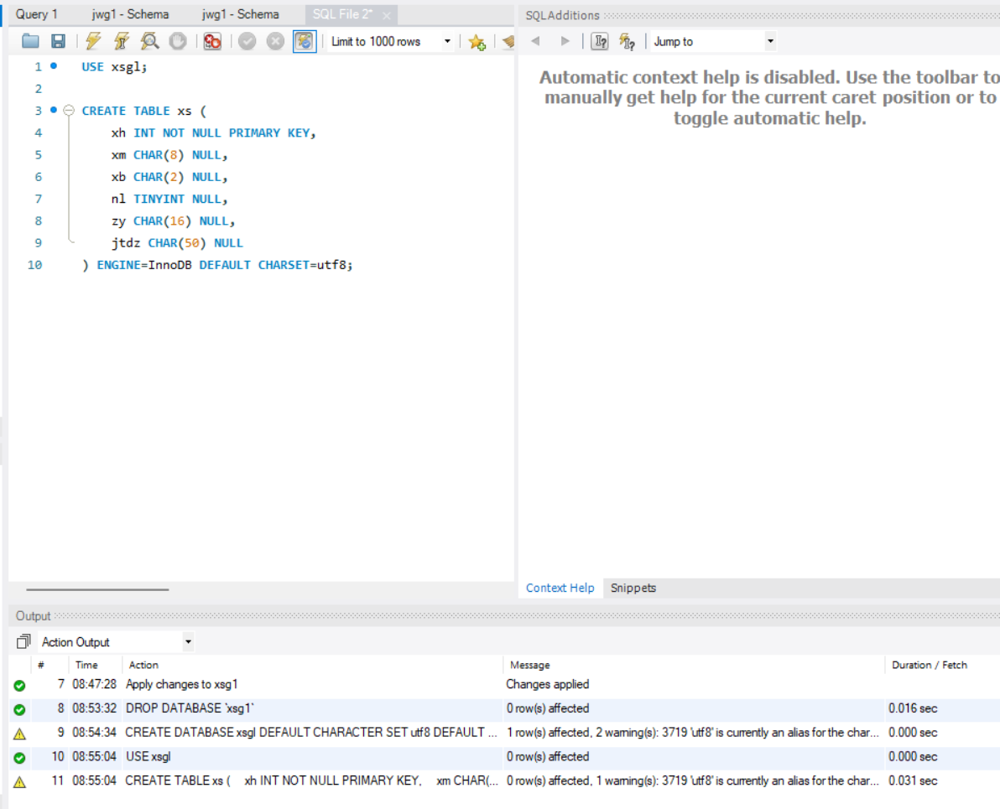 Query 1 jwg1 - Schema jwg1 - Schema SQL File 2*
Limit to 1000 rows
1 USE xsgl;
2
3 CREATE TABLE xs (
4 xh INT NOT NULL PRIMARY KEY,
5 xm CHAR(8) NULL,
6 xb CHAR(2) NULL,
7 nl TINYINT NULL,
8 zy CHAR(16) NULL,
9 jtdz CHAR(50) NULL
10 ) ENGINE=InnoDB DEFAULT CHARSET=utf8;
SQLAdditions
Jump to
Automatic context help is disabled. Use the toolbar to
manually get help for the current caret position or to
toggle automatic help.
Context Help Snippets
Output
Action Output
# Time Action Message Duration / Fetch
7 08:47:28 Apply changes to xsg1 Changes applied
8 08:53:32 DROP DATABASE `xsg1` 0 row(s) affected 0.016 sec
9 08:54:34 CREATE DATABASE xsgl DEFAULT CHARACTER SET utf8 DEFAULT ... 1 row(s) affected, 2 warning(s): 3719 'utf8' is currently an alias for the char... 0.000 sec
10 08:55:04 USE xsgl 0 row(s) affected 0.000 sec
11 08:55:04 CREATE TABLE xs ( xh INT NOT NULL PRIMARY KEY, xm CHAR(... 0 row(s) affected, 1 warning(s): 3719 'utf8' is currently an alias for the char... 0.031 sec